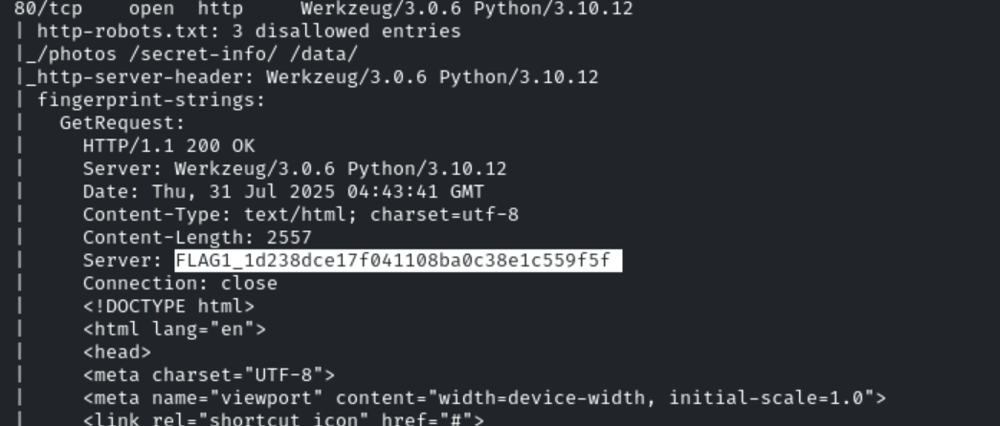 80/tcp    open  http     Werkzeug/3.0.6 Python/3.10.12
| http-robots.txt: 3 disallowed entries
|_/photos /secret-info/ /data/
|_http-server-header: Werkzeug/3.0.6 Python/3.10.12
| fingerprint-strings:
|   GetRequest:
|     HTTP/1.1 200 OK
|     Server: Werkzeug/3.0.6 Python/3.10.12
|     Date: Thu, 31 Jul 2025 04:43:41 GMT
|     Content-Type: text/html; charset=utf-8
|     Content-Length: 2557
|     Server: FLAG1_1d238dce17f041108ba0c38e1c559f5f
|     Connection: close
|     <!DOCTYPE html>
|     <html lang="en">
|     <head>
|     <meta charset="UTF-8">
|     <meta name="viewport" content="width=device-width, initial-scale=1.0">
|     <link rel="shortcut icon" href="#">